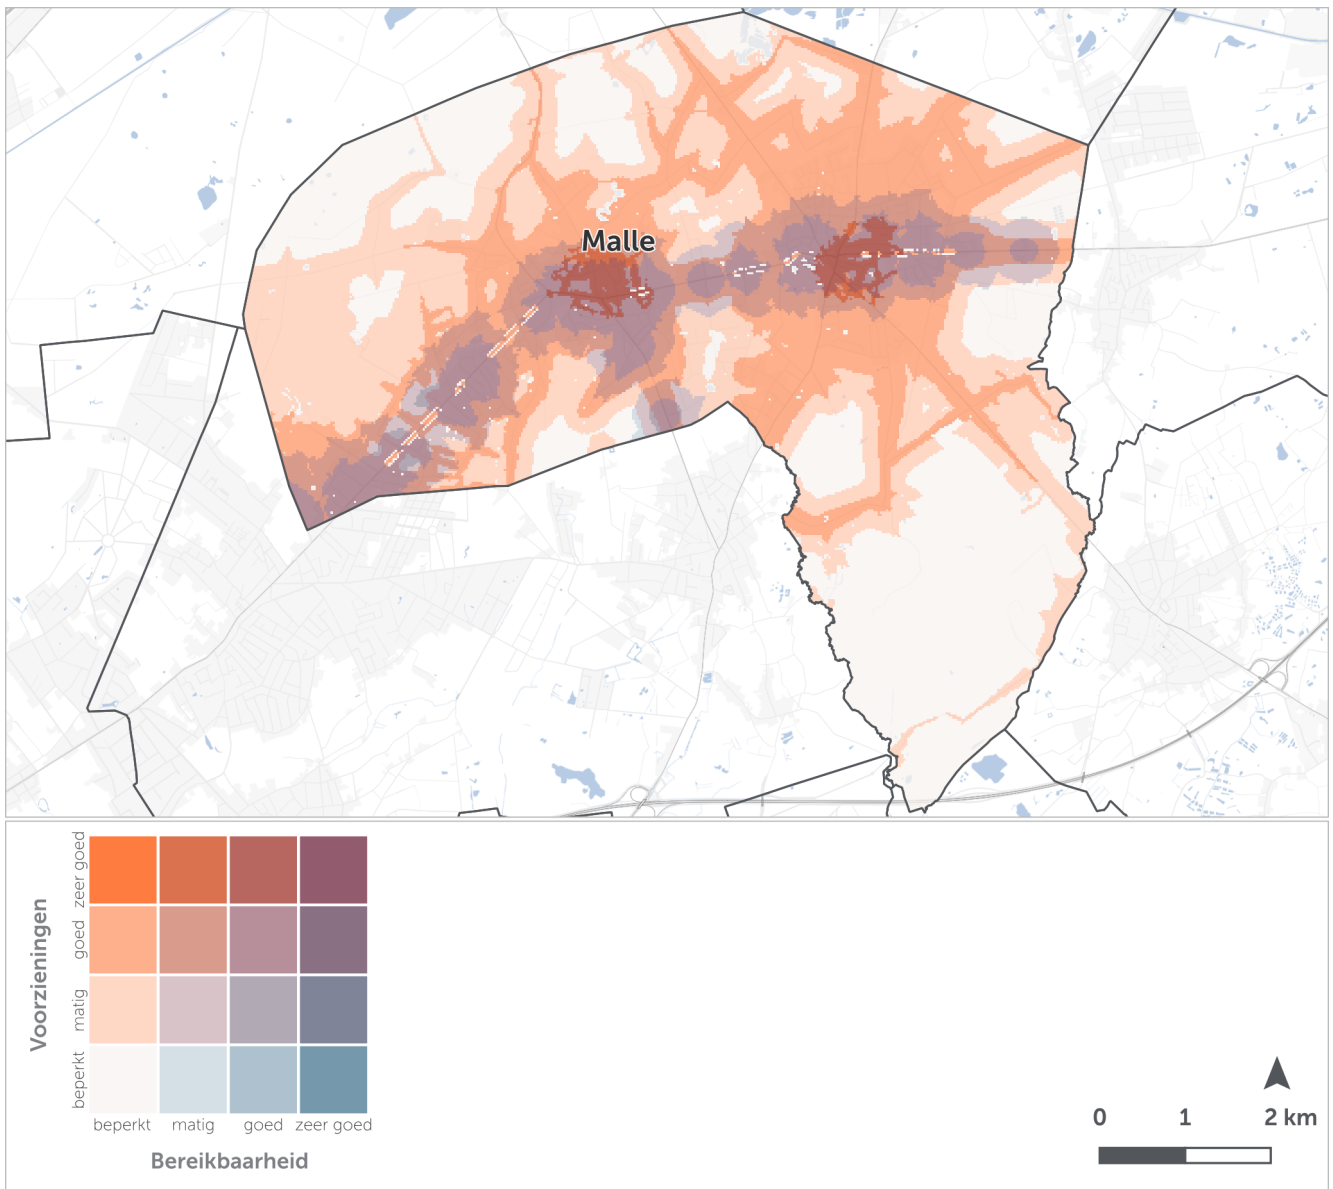 Malle
Voorzieningen
zeer goed
goed
matig
beperkt
beperkt matig goed zeer goed
Bereikbaarheid
0 1 2 km